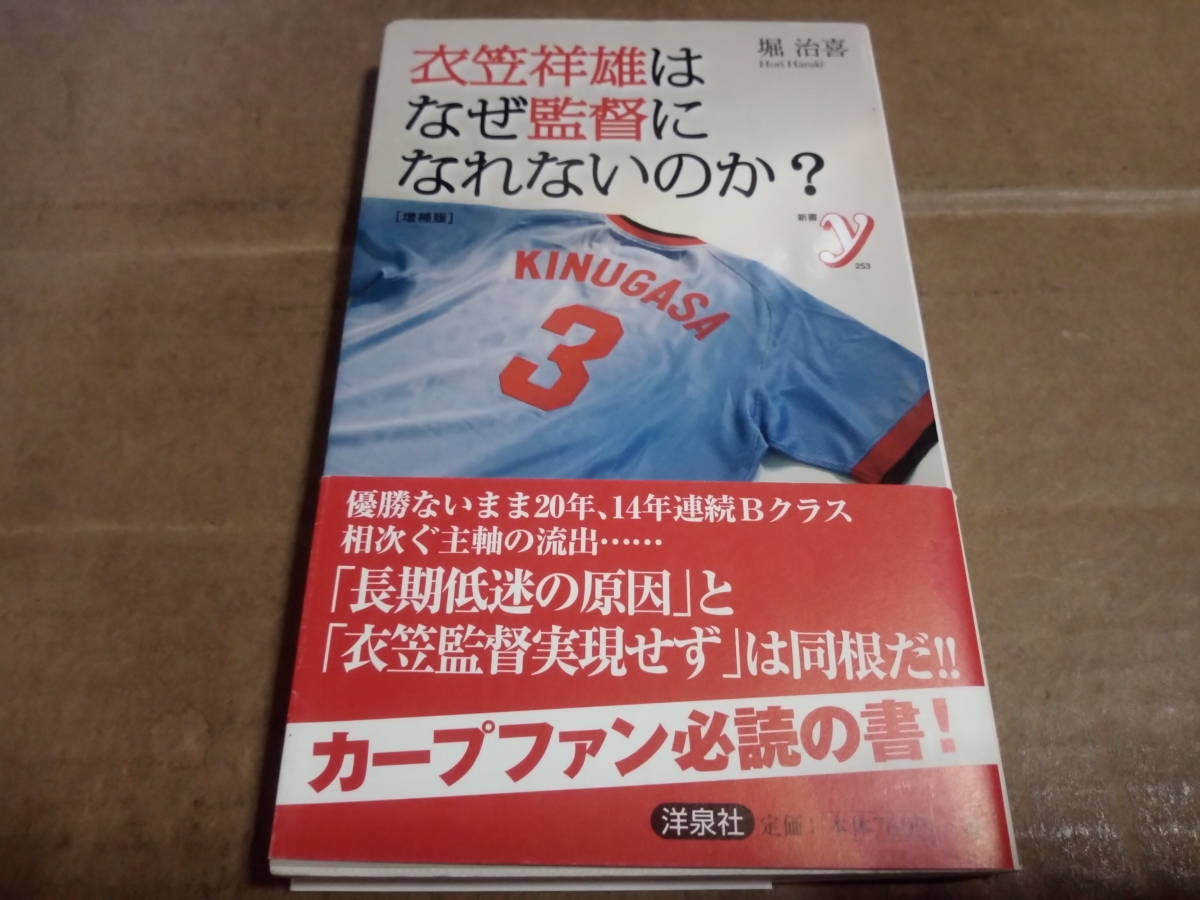 衣笠祥雄は
なぜ監督に
なれないのか?
堀 治喜
Hori Haruki
[増補版]
新書
y
253
KINUGASA
3
優勝ないまま20年、14年連続Bクラス
相次ぐ主軸の流出……
「長期低迷の原因」と
「衣笠監督実現せず」は同根だ!!
カープファン必読の書!
洋泉社
定価